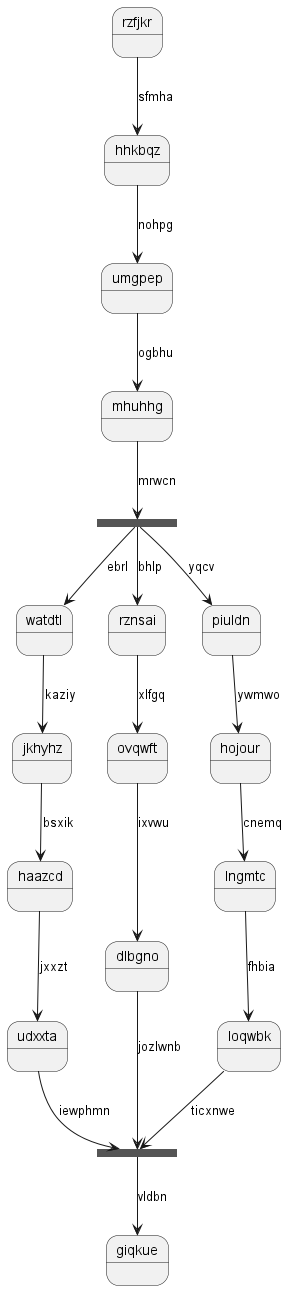 rzfjkr
sfmha
hhkbqz
nohpg
umgpep
ogbhu
mhuhhg
mrwcn
ebrl bhlp yqcv
watdtl rznsai piuldn
kaziy xlfgq ywmwo
jkhyhz ovqwft hojour
bsxik ixvwu cnemq
haazcd lngmtc
dlbgno
jxxzt fhbia
udxxta loqwbk
jozlwnb
iewphmn ticxnwe
vldbn
giqkue